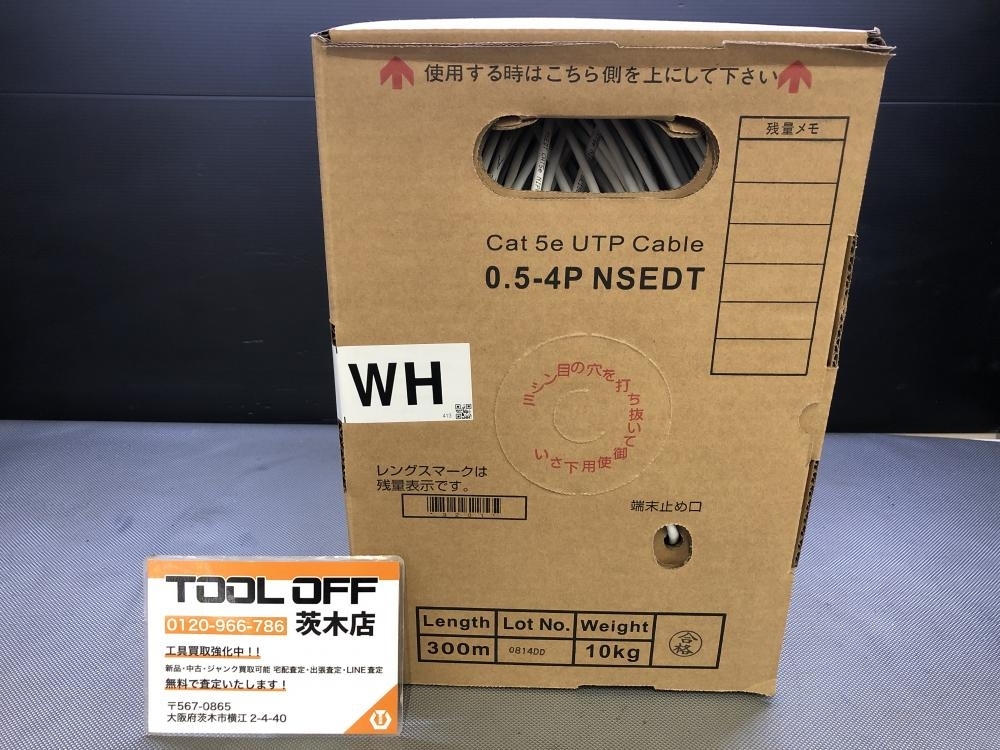 使用する時はこちら側を上にして下さい
残量メモ
Cat 5e UTP Cable
0.5-4P NSEDT
WH
413
ミシン目の穴を打ち抜いて
御使用下さい
レングスマークは
残量表示です。
端末止め口
Length Lot No. Weight
300m 0814DD 10kg
合格
TOOL OFF
0120-966-786 茨木店
工具買取強化中!!
新品・中古・ジャンク買取可能 宅配査定・出張査定・LINE査定
無料で査定いたします!
〒567-0865
大阪府茨木市横江 2-4-40